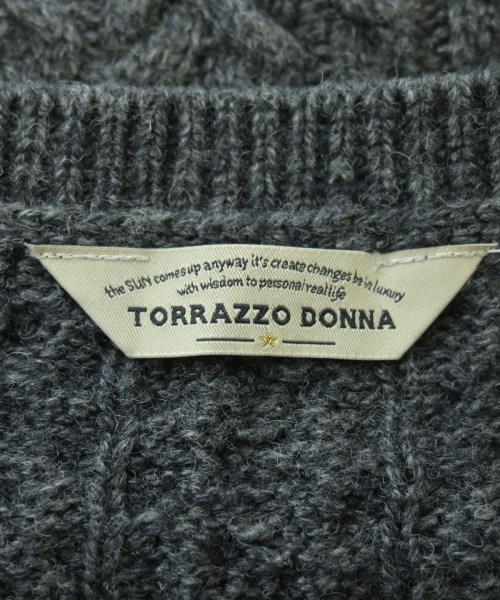 the SUN comes up anyway it's create changes be in luxury
with wisdom to personal real life
TORRAZZO DONNA